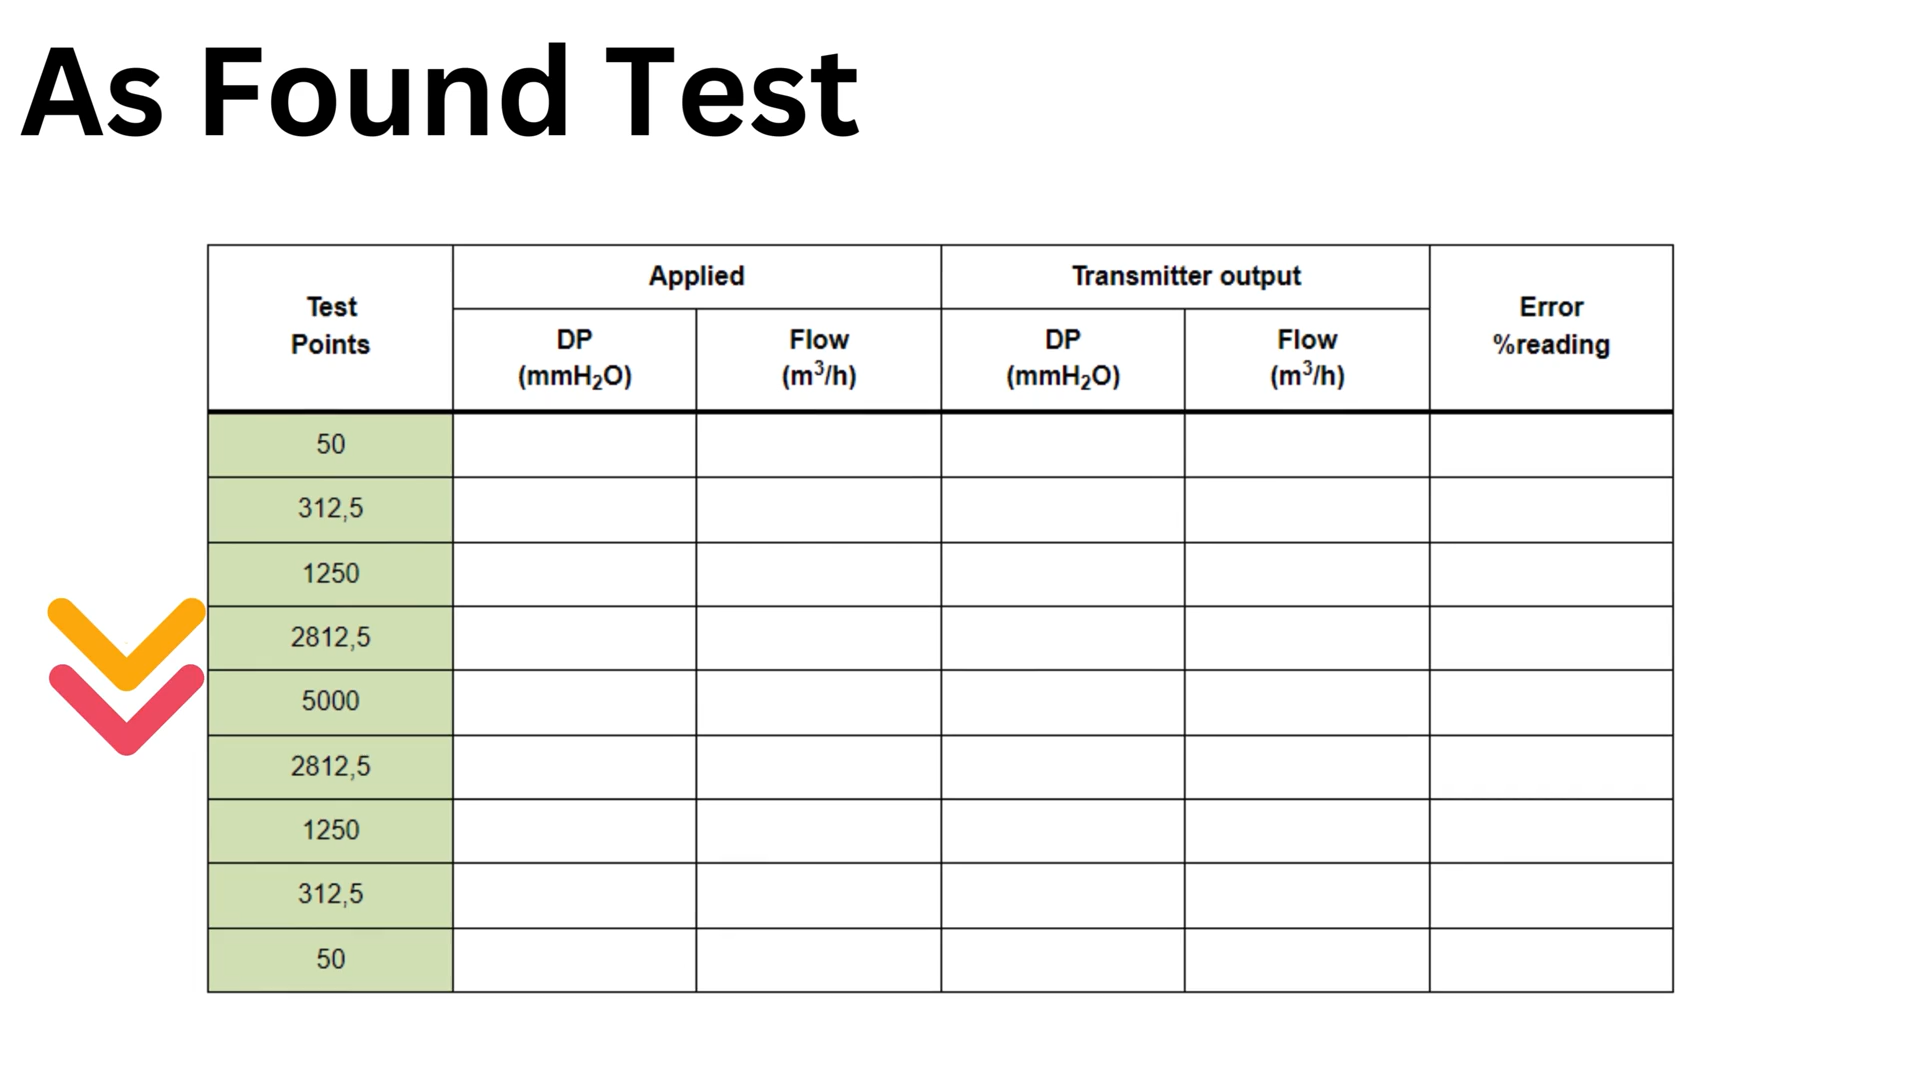 As Found Test
Test Points
Applied
Transmitter output
Error %reading
DP (mmH₂O)
Flow (m³/h)
DP (mmH₂O)
Flow (m³/h)
50
312,5
1250
2812,5
5000
2812,5
1250
312,5
50